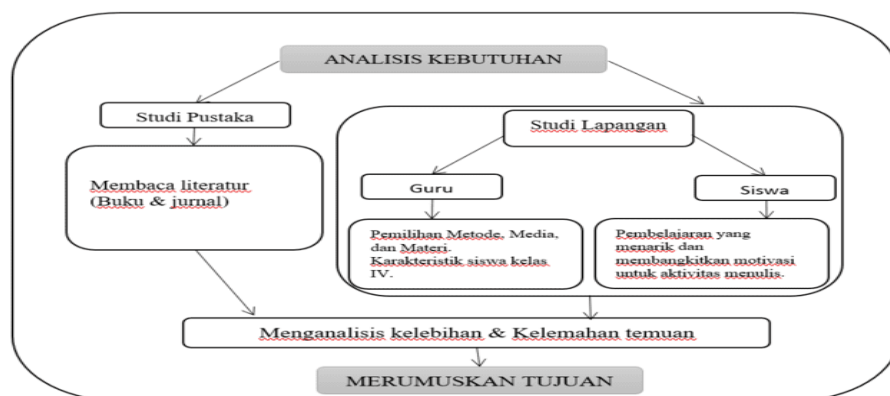 ANALISIS KEBUTUHAN
Studi Pustaka
Membaca literatur
(Buku & jurnal)
Studi Lapangan
Guru
Siswa
Pemilihan Metode, Media,
dan Materi.
Karakteristik siswa kelas
IV.
Pembelajaran yang
menarik dan
membangkitkan motivasi
untuk aktivitas menulis.
Menganalisis kelebihan & Kelemahan temuan
MERUMUSKAN TUJUAN